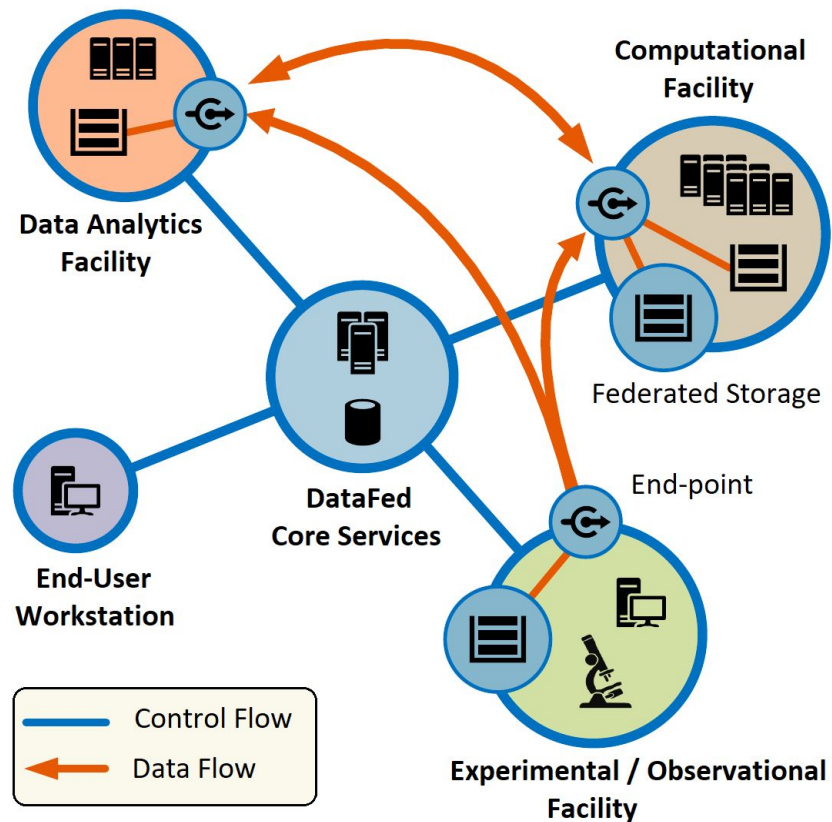 Computational
Facility
Data Analytics
Facility
Federated Storage
End-point
DataFed
Core Services
End-User
Workstation
Control Flow
Data Flow
Experimental / Observational
Facility